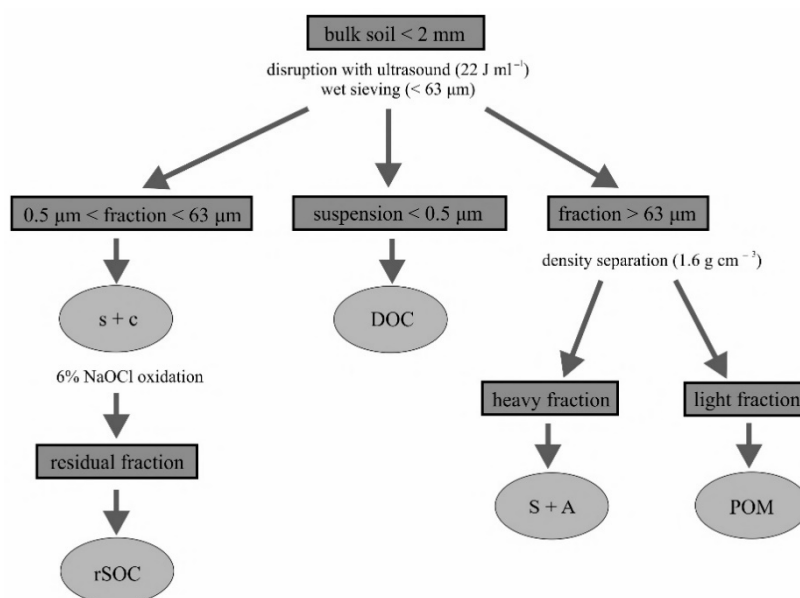 bulk soil < 2 mm
disruption with ultrasound (22 J ml⁻¹)
wet sieving (< 63 μm)
0.5 μm < fraction < 63 μm
suspension < 0.5 μm
fraction > 63 μm
density separation (1.6 g cm⁻³)
s + c
DOC
6% NaOCl oxidation
heavy fraction
light fraction
residual fraction
S + A
POM
rSOC